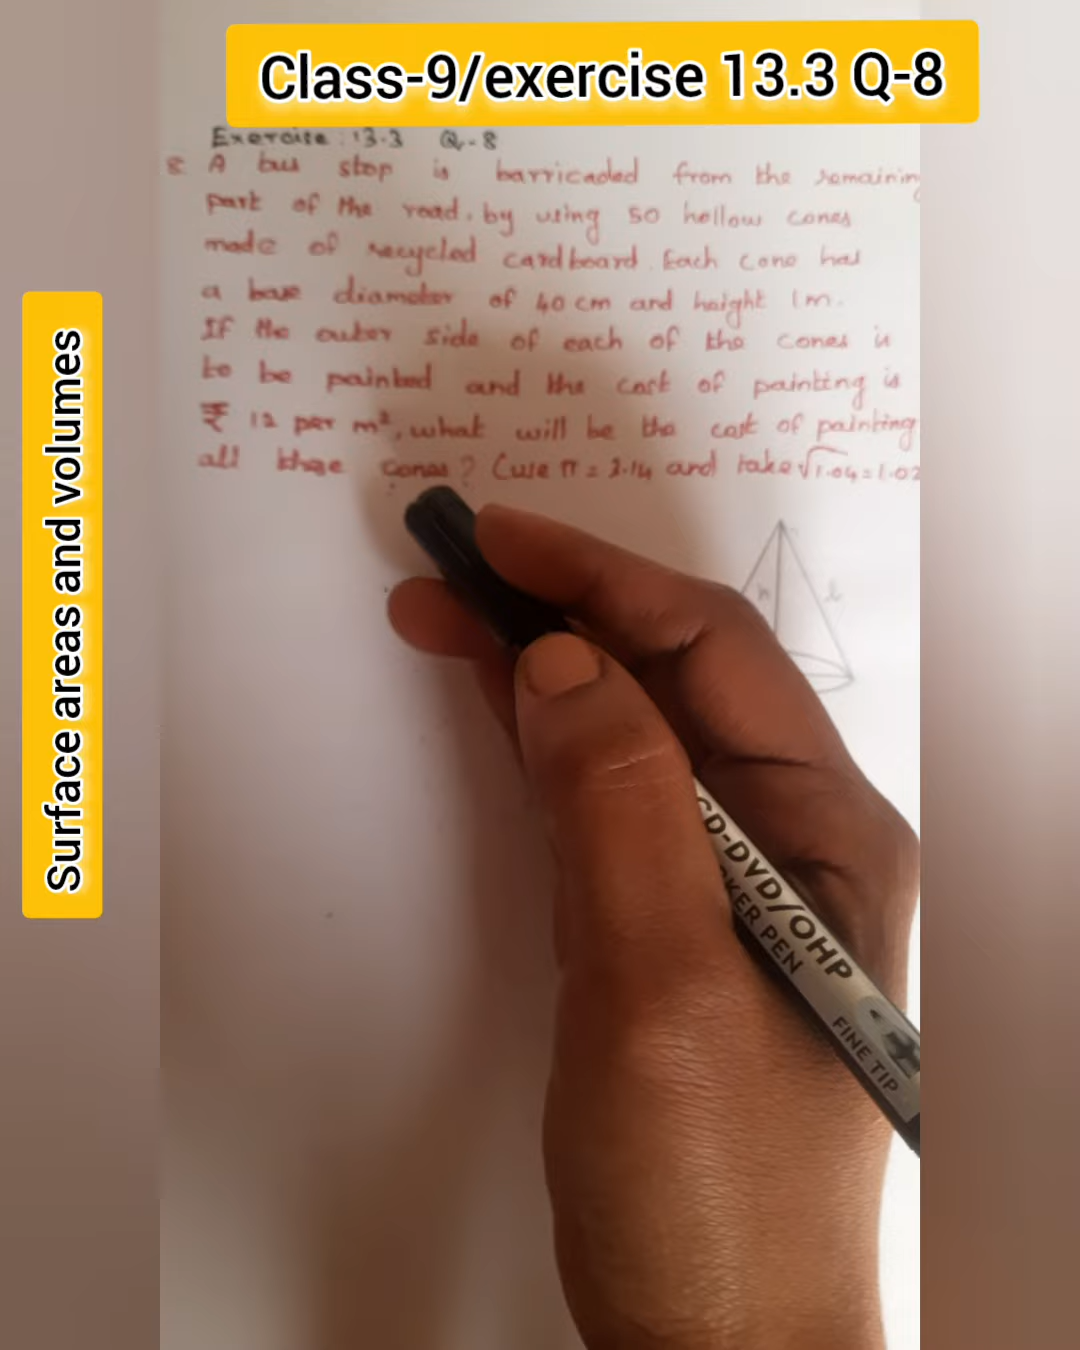 Class-9/exercise 13.3 Q-8
Exercise : 13.3 Q-8
8. A bus stop is barricaded from the remaining
part of the road, by using 50 hollow cones
made of recycled cardboard. Each cone has
a base diameter of 40 cm and height 1m.
If the outer side of each of the cones is
to be painted and the cost of painting is
₹ 12 per m², what will be the cost of painting
all these cones? (use π = 3.14 and take √1.04 = 1.02
h l
Surface areas and volumes
CD-DVD/OHP
MARKER PEN
FINE TIP